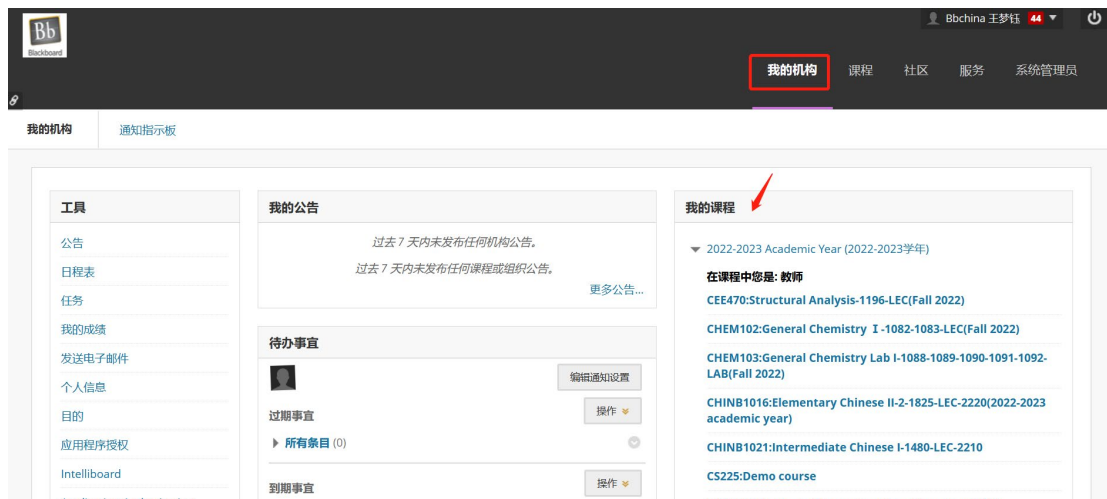 Bb
Blackboard
Bbchina 王梦钰 44
我的机构 课程 社区 服务 系统管理员
我的机构 通知指示板
工具
公告
日程表
任务
我的成绩
发送电子邮件
个人信息
目的
应用程序授权
Intelliboard
我的公告
过去 7 天内未发布任何机构公告。
过去 7 天内未发布任何课程或组织公告。
更多公告...
待办事宜
编辑通知设置
过期事宜 操作
所有条目 (0)
到期事宜 操作
我的课程
2022-2023 Academic Year (2022-2023学年)
在课程中您是: 教师
CEE470:Structural Analysis-1196-LEC(Fall 2022)
CHEM102:General Chemistry Ⅰ-1082-1083-LEC(Fall 2022)
CHEM103:General Chemistry Lab I-1088-1089-1090-1091-1092-
LAB(Fall 2022)
CHINB1016:Elementary Chinese II-2-1825-LEC-2220(2022-2023
academic year)
CHINB1021:Intermediate Chinese I-1480-LEC-2210
CS225:Demo course